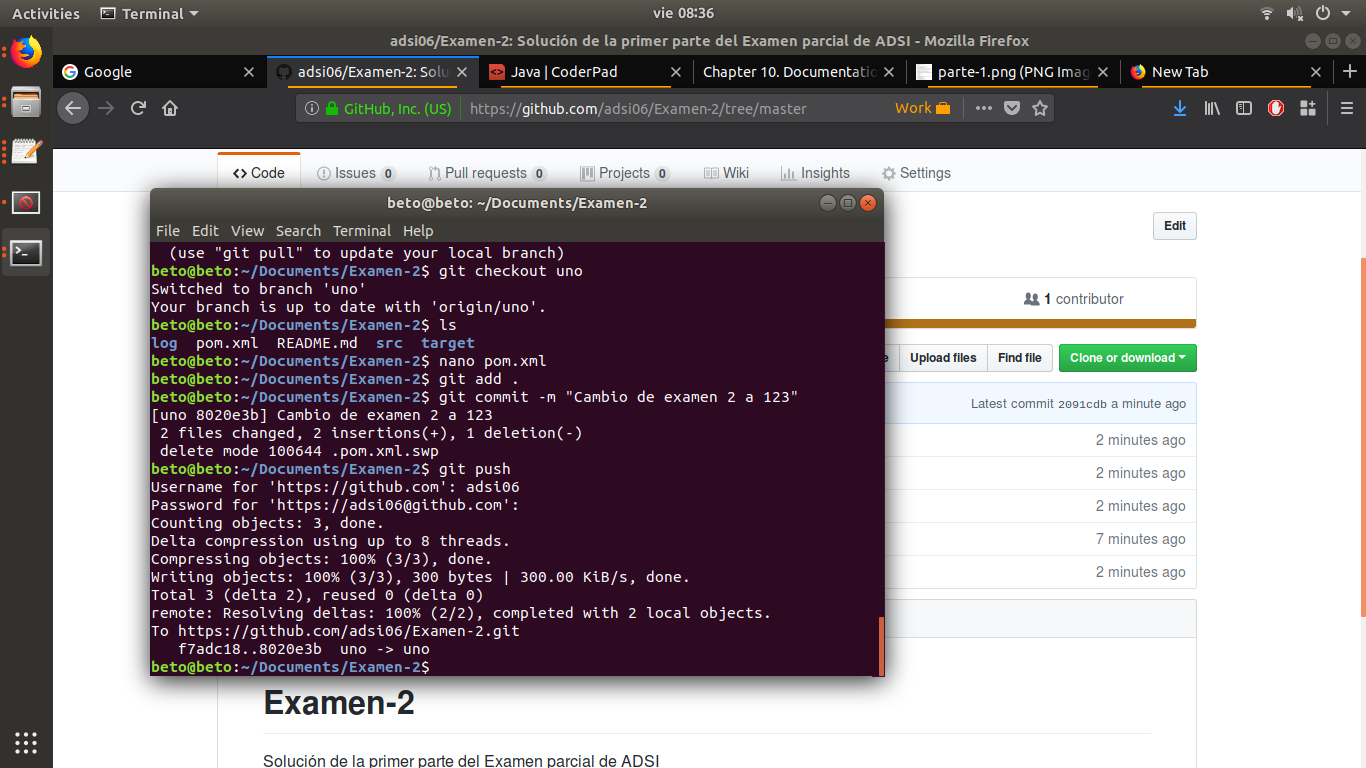 Activities Terminal vie 08:36
adsi06/Examen-2: Solución de la primer parte del Examen parcial de ADSI - Mozilla Firefox
Google adsi06/Examen-2: Solu Java | CoderPad Chapter 10. Documentatio parte-1.png (PNG Imag New Tab
GitHub, Inc. (US) https://github.com/adsi06/Examen-2/tree/master Work
Code Issues 0 Pull requests 0 Projects 0 Wiki Insights Settings
Edit
1 contributor
Upload files Find file Clone or download
Latest commit 2091cdb a minute ago
2 minutes ago
2 minutes ago
2 minutes ago
7 minutes ago
2 minutes ago
beto@beto: ~/Documents/Examen-2
File Edit View Search Terminal Help
(use "git pull" to update your local branch)
beto@beto:~/Documents/Examen-2$ git checkout uno
Switched to branch 'uno'
Your branch is up to date with 'origin/uno'.
beto@beto:~/Documents/Examen-2$ ls
log pom.xml README.md src target
beto@beto:~/Documents/Examen-2$ nano pom.xml
beto@beto:~/Documents/Examen-2$ git add .
beto@beto:~/Documents/Examen-2$ git commit -m "Cambio de examen 2 a 123"
[uno 8020e3b] Cambio de examen 2 a 123
2 files changed, 2 insertions(+), 1 deletion(-)
delete mode 100644 .pom.xml.swp
beto@beto:~/Documents/Examen-2$ git push
Username for 'https://github.com': adsi06
Password for 'https://adsi06@github.com':
Counting objects: 3, done.
Delta compression using up to 8 threads.
Compressing objects: 100% (3/3), done.
Writing objects: 100% (3/3), 300 bytes | 300.00 KiB/s, done.
Total 3 (delta 2), reused 0 (delta 0)
remote: Resolving deltas: 100% (2/2), completed with 2 local objects.
To https://github.com/adsi06/Examen-2.git
f7adc18..8020e3b uno -> uno
beto@beto:~/Documents/Examen-2$
Examen-2
Solución de la primer parte del Examen parcial de ADSI